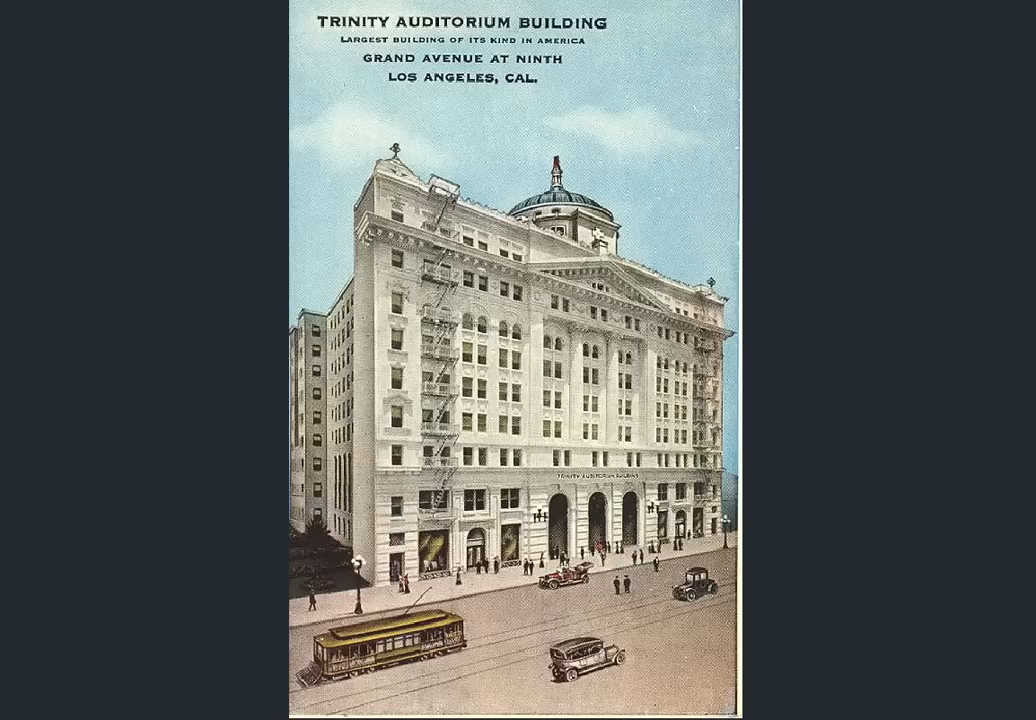 TRINITY AUDITORIUM BUILDING
LARGEST BUILDING OF ITS KIND IN AMERICA
GRAND AVENUE AT NINTH
LOS ANGELES, CAL.
TRINITY AUDITORIUM BUILDING